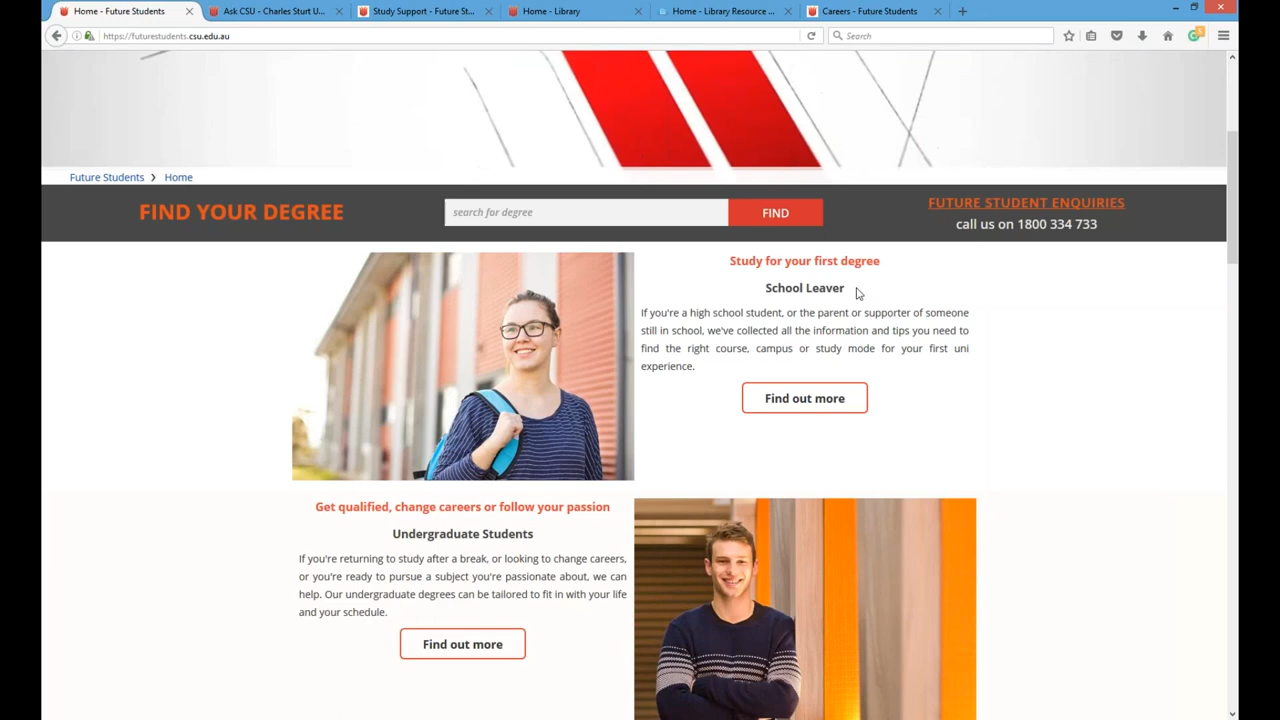 Home - Future Students
Ask CSU - Charles Sturt U...
Study Support - Future St...
Home - Library
Home - Library Resource ...
Careers - Future Students
https://futurestudents.csu.edu.au
Search
Future Students > Home
FIND YOUR DEGREE
search for degree
FIND
FUTURE STUDENT ENQUIRIES
call us on 1800 334 733
Study for your first degree
School Leaver
If you're a high school student, or the parent or supporter of someone
still in school, we've collected all the information and tips you need to
find the right course, campus or study mode for your first uni
experience.
Find out more
Get qualified, change careers or follow your passion
Undergraduate Students
If you're returning to study after a break, or looking to change careers,
or you're ready to pursue a subject you're passionate about, we can
help. Our undergraduate degrees can be tailored to fit in with your life
and your schedule.
Find out more